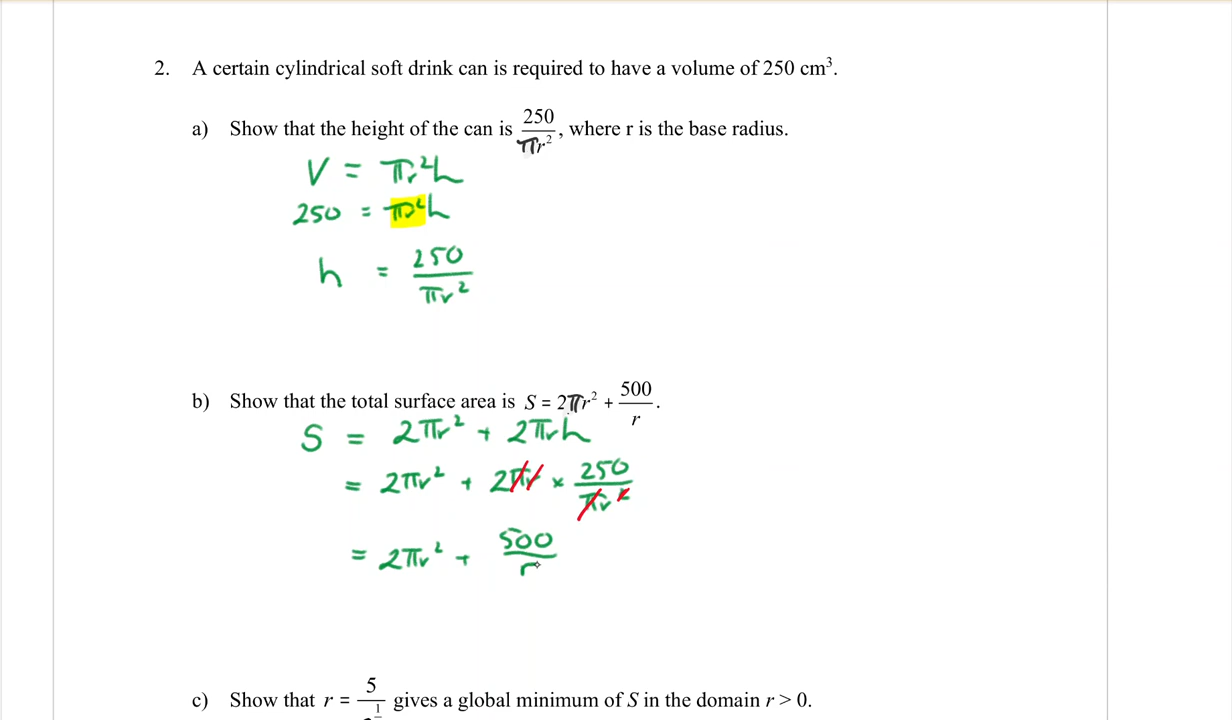 2. A certain cylindrical soft drink can is required to have a volume of 250 cm³.
a) Show that the height of the can is 250/πr², where r is the base radius.
V = πr²h
250 = πr²h
h = 250/πr²
b) Show that the total surface area is S = 2πr² + 500/r.
S = 2πr² + 2πrh
= 2πr² + 2πr × 250/πr²
= 2πr² + 500/r
c) Show that r = 5/ 1 gives a global minimum of S in the domain r > 0.